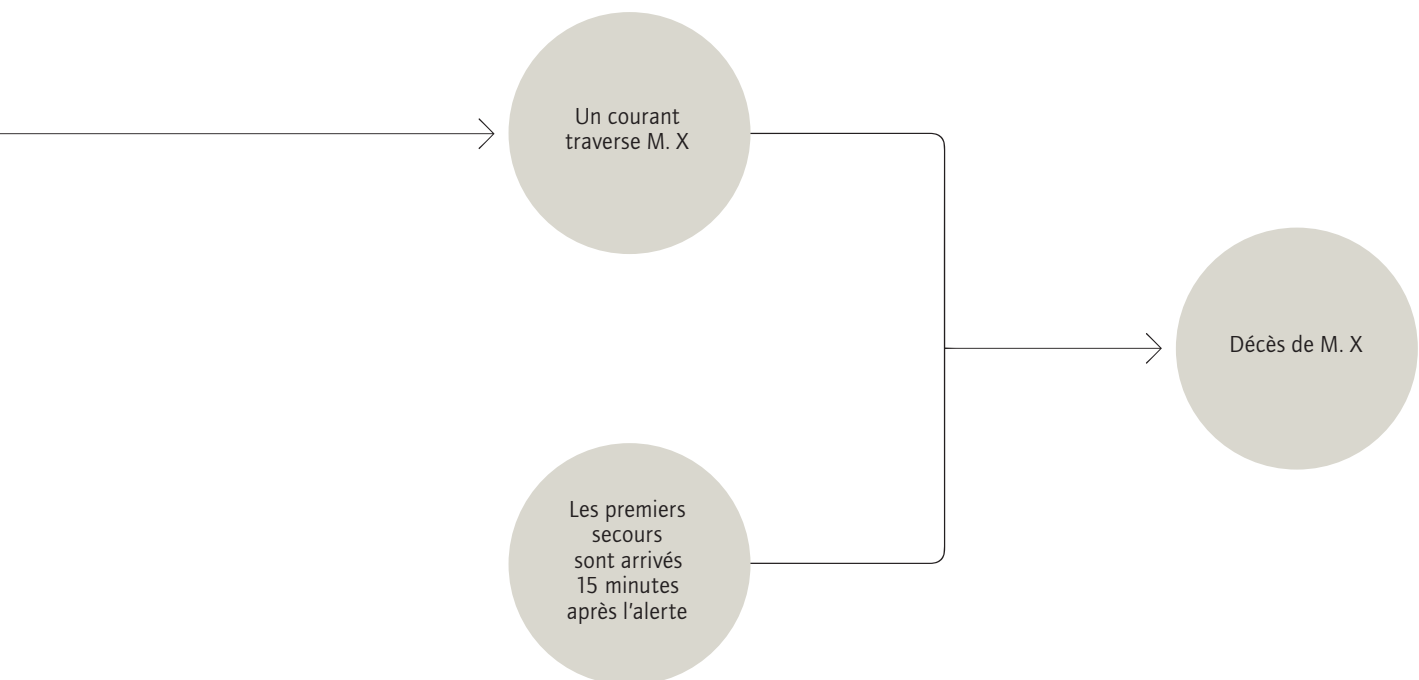 Un courant
traverse M. X
Décès de M. X
Les premiers
secours
sont arrivés
15 minutes
après l'alerte